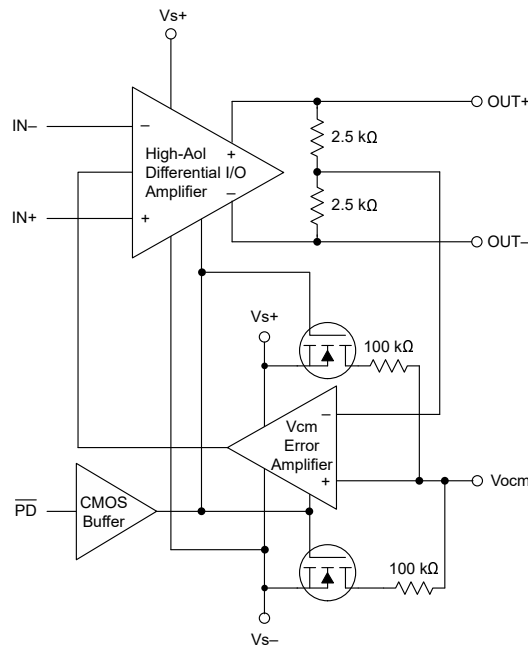 Vs+
OUT+
IN–
–
High-Aol
Differential I/O
Amplifier
+
–
2.5 kΩ
2.5 kΩ
IN+
+
OUT–
Vs+
100 kΩ
–
Vcm
Error
Amplifier
+
Vocm
PD
CMOS
Buffer
100 kΩ
Vs–